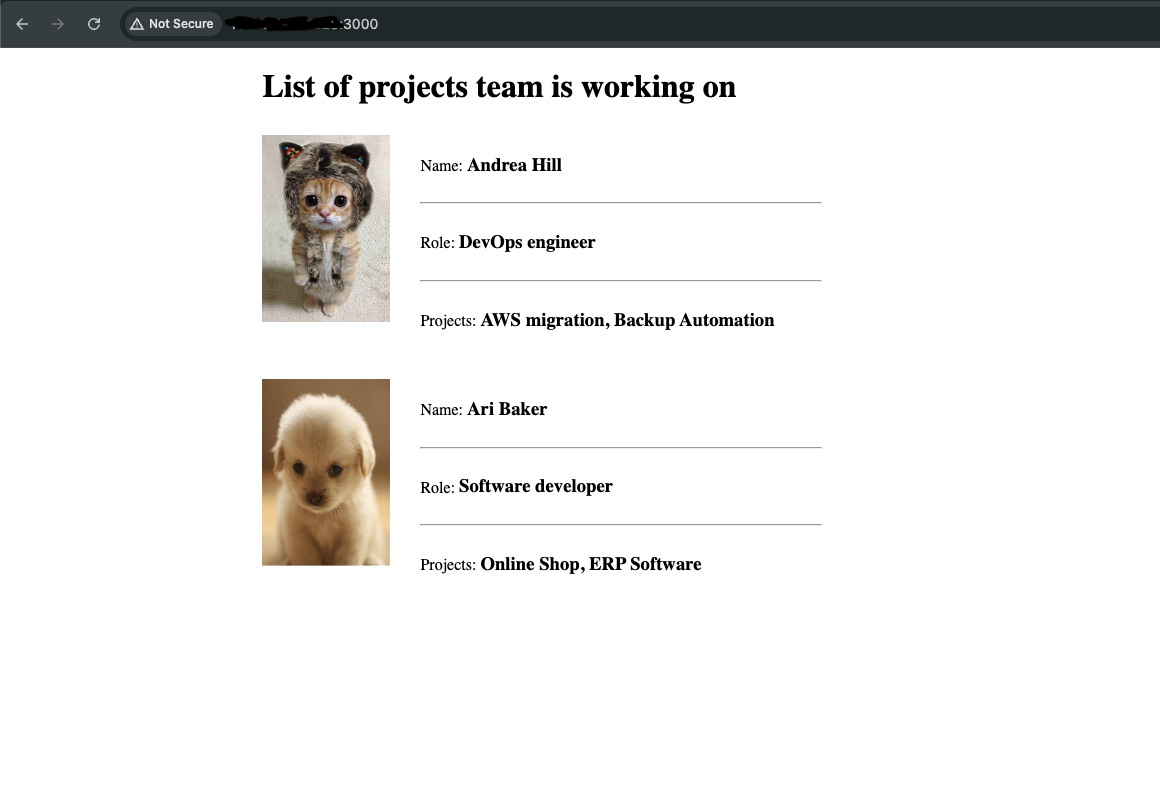 Not Secure :3000
List of projects team is working on
Name: Andrea Hill
Role: DevOps engineer
Projects: AWS migration, Backup Automation
Name: Ari Baker
Role: Software developer
Projects: Online Shop, ERP Software